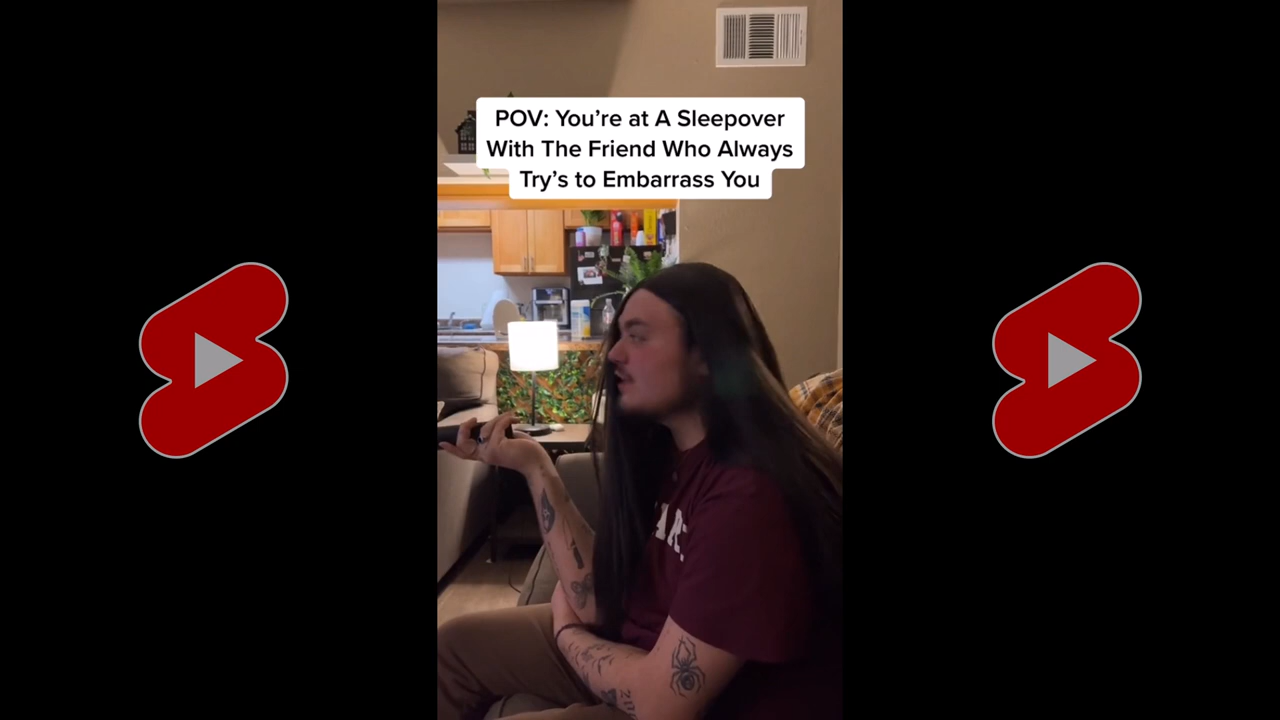 POV: You’re at A Sleepover
With The Friend Who Always
Try’s to Embarrass You